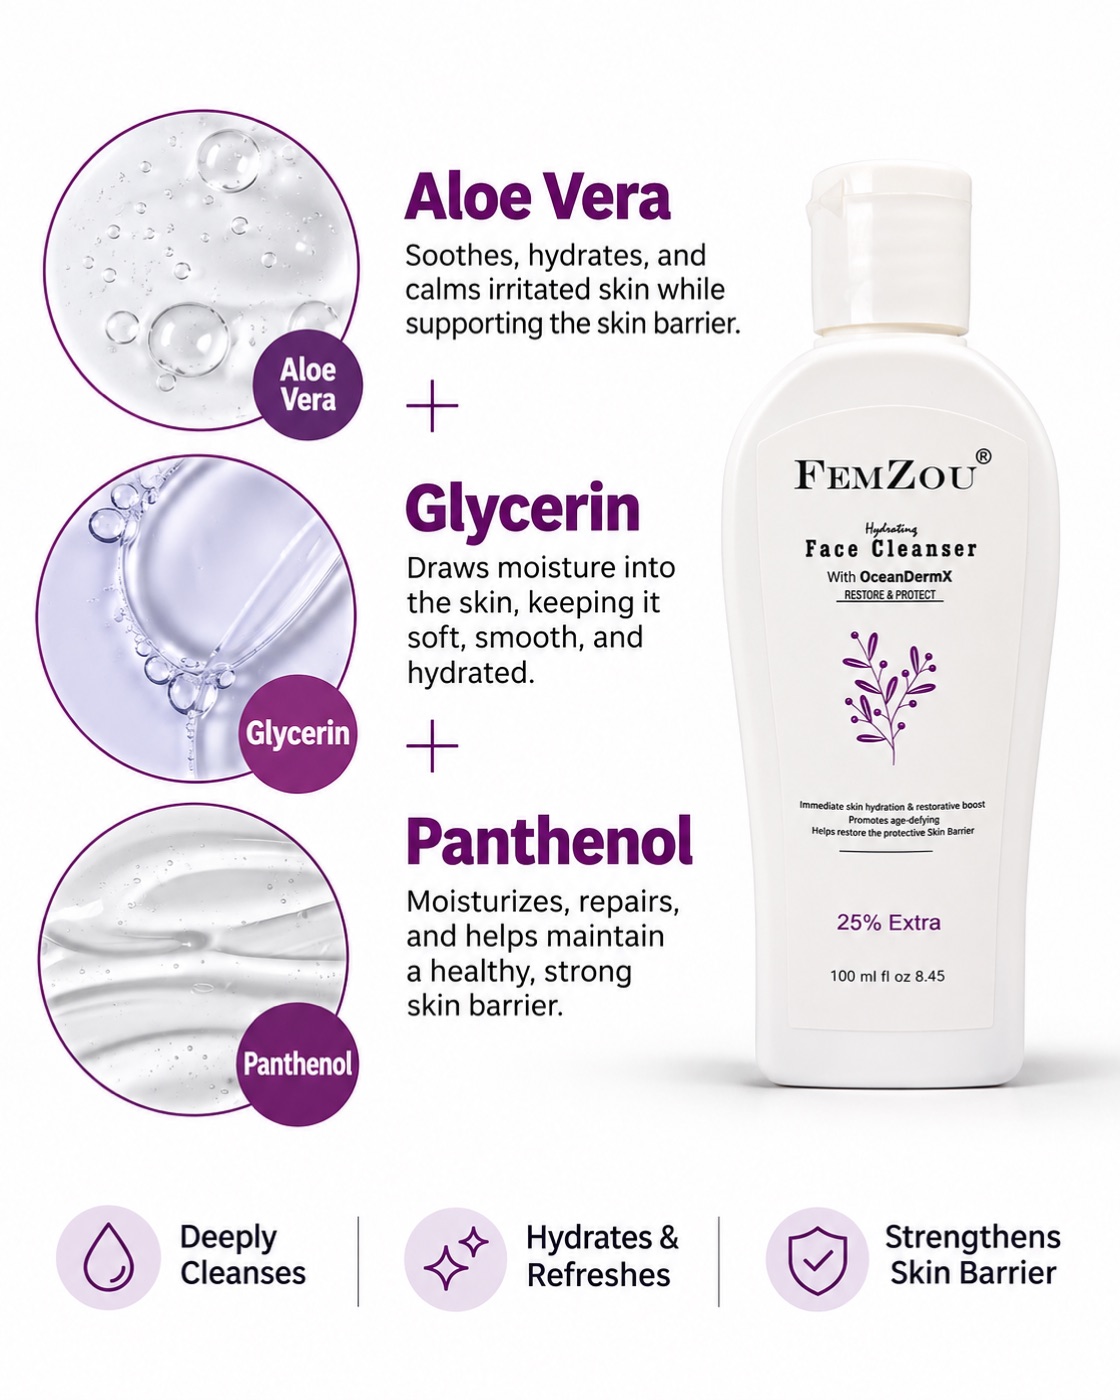 Aloe Vera
Soothes, hydrates, and
calms irritated skin while
supporting the skin barrier.
Aloe
Vera
Glycerin
Draws moisture into
the skin, keeping it
soft, smooth, and
hydrated.
Glycerin
Panthenol
Moisturizes, repairs,
and helps maintain
a healthy, strong
skin barrier.
Panthenol
FEMZOU®
Hydrating
Face Cleanser
With OceanDermX
RESTORE & PROTECT
Immediate skin hydration & restorative boost
Promotes age-defying
Helps restore the protective Skin Barrier
25% Extra
100 ml fl oz 8.45
Deeply
Cleanses
Hydrates &
Refreshes
Strengthens
Skin Barrier